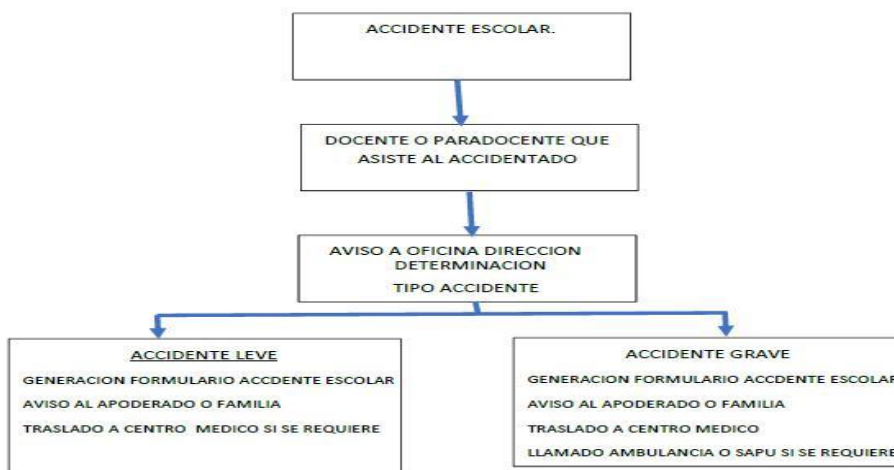 ACCIDENTE ESCOLAR.
DOCENTE O PARADOCENTE QUE
ASISTE AL ACCIDENTADO
AVISO A OFICINA DIRECCION
DETERMINACION
TIPO ACCIDENTE
ACCIDENTE LEVE
GENERACION FORMULARIO ACCDENTE ESCOLAR
AVISO AL APODERADO O FAMILIA
TRASLADO A CENTRO MEDICO SI SE REQUIERE
ACCIDENTE GRAVE
GENERACION FORMULARIO ACCDENTE ESCOLAR
AVISO AL APODERADO O FAMILIA
TRASLADO A CENTRO MEDICO
LLAMADO AMBULANCIA O SAPU SI SE REQUIERE